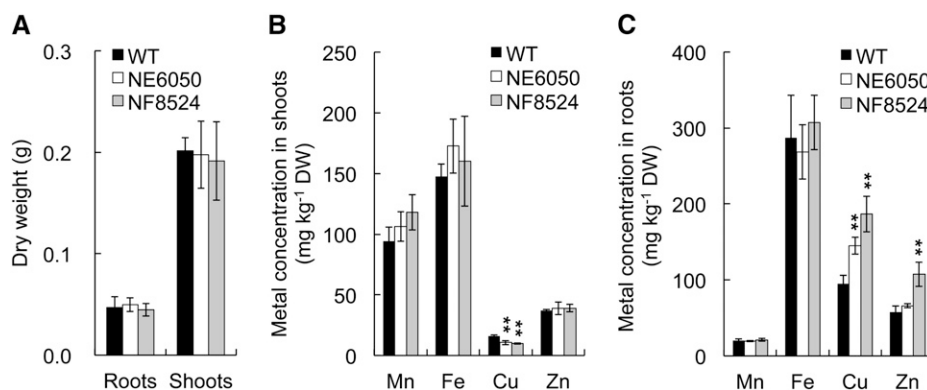 A
Dry weight (g)
0.3
0.2
0.1
0.0
WT
NE6050
NF8524
Roots Shoots
B
Metal concentration in shoots
(mg kg⁻¹ DW)
250
200
150
100
50
0
WT
NE6050
NF8524
**
**
Mn Fe Cu Zn
C
Metal concentration in roots
(mg kg⁻¹ DW)
400
300
200
100
0
WT
NE6050
NF8524
**
**
**
Mn Fe Cu Zn